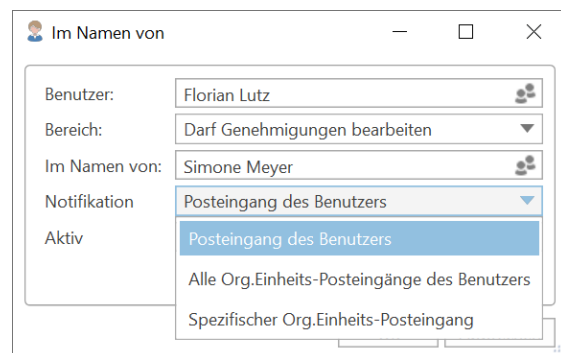 Im Namen von
Benutzer: Florian Lutz
Bereich: Darf Genehmigungen bearbeiten
Im Namen von: Simone Meyer
Notifikation Posteingang des Benutzers
Aktiv Posteingang des Benutzers
Alle Org.Einheits-Posteingänge des Benutzers
Spezifischer Org.Einheits-Posteingang